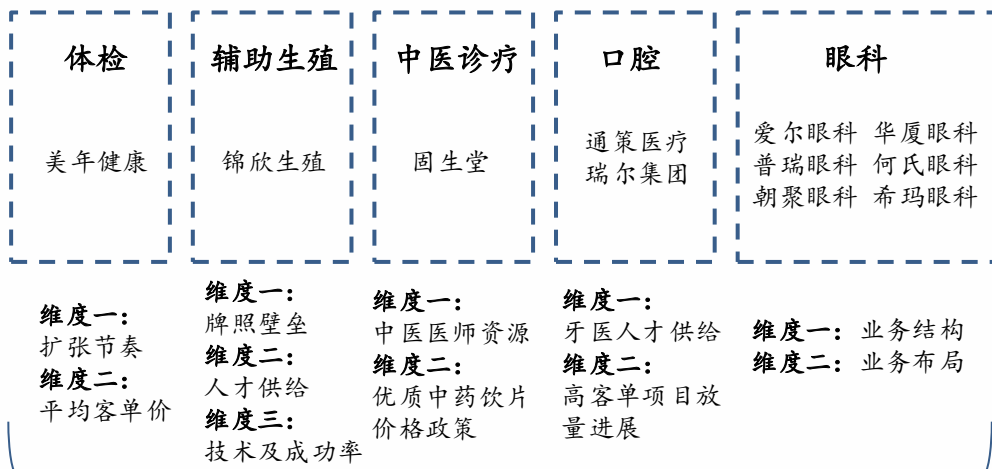 体检
美年健康
维度一：
扩张节奏
维度二：
平均客单价
辅助生殖
锦欣生殖
维度一：
牌照壁垒
维度二：
人才供给
维度三：
技术及成功率
中医诊疗
固生堂
维度一：
中医医师资源
维度二：
优质中药饮片
价格政策
口腔
通策医疗
瑞尔集团
维度一：
牙医人才供给
维度二：
高客单项目放
量进展
眼科
爱尔眼科 华厦眼科
普瑞眼科 何氏眼科
朝聚眼科 希玛眼科
维度一：业务结构
维度二：业务布局